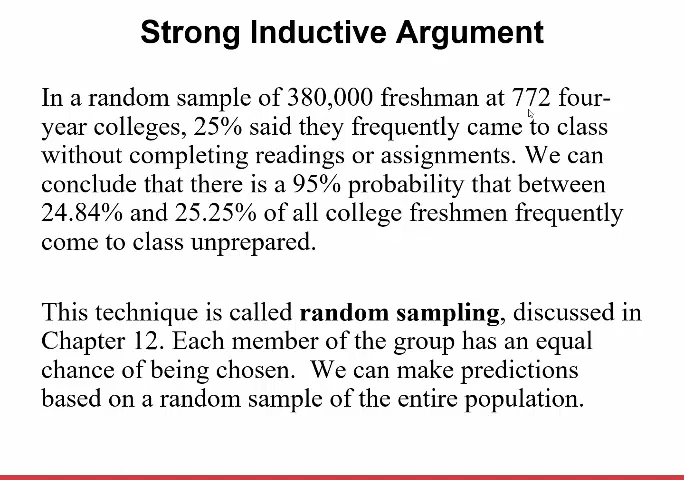 Strong Inductive Argument
In a random sample of 380,000 freshman at 772 four-
year colleges, 25% said they frequently came to class
without completing readings or assignments. We can
conclude that there is a 95% probability that between
24.84% and 25.25% of all college freshmen frequently
come to class unprepared.
This technique is called random sampling, discussed in
Chapter 12. Each member of the group has an equal
chance of being chosen. We can make predictions
based on a random sample of the entire population.